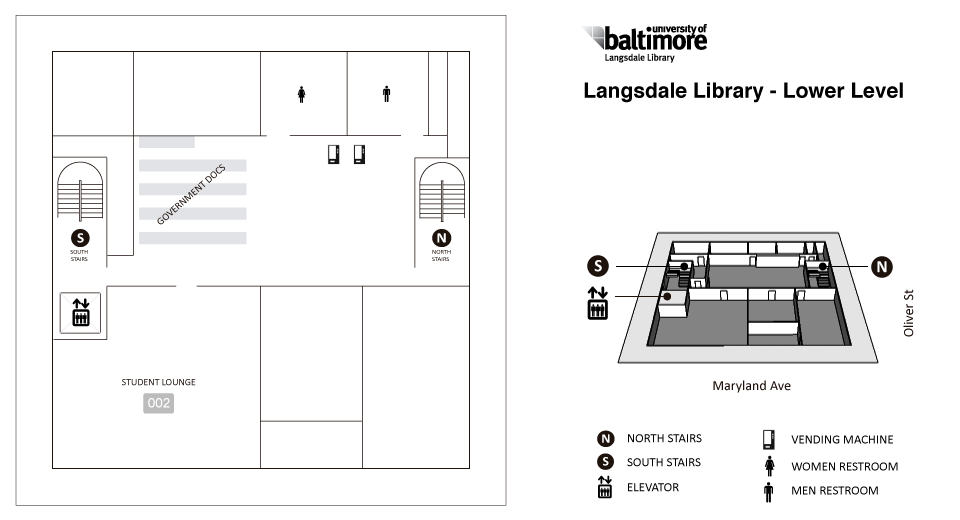 GOVERNMENT DOCS
S
SOUTH
STAIRS
N
NORTH
STAIRS
STUDENT LOUNGE
002
university of
baltimore
Langsdale Library
Langsdale Library - Lower Level
S
N
Oliver St
Maryland Ave
N NORTH STAIRS
S SOUTH STAIRS
ELEVATOR
VENDING MACHINE
WOMEN RESTROOM
MEN RESTROOM